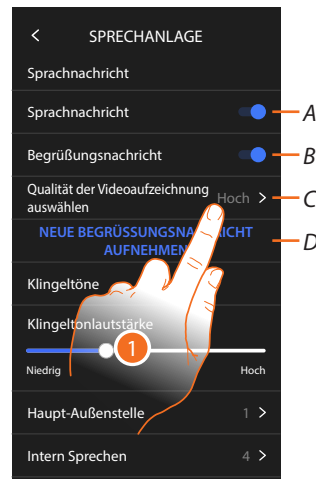 SPRECHANLAGE
Sprachnachricht
Sprachnachricht
A
Begrüßungsnachricht
B
Qualität der Videoaufzeichnung
auswählen
Hoch
C
NEUE BEGRÜSSUNGSNACHRICHT
AUFNEHMEN
D
Klingeltöne
Klingeltonlautstärke
1
Niedrig
Hoch
Haupt-Außenstelle
1
Intern Sprechen
4